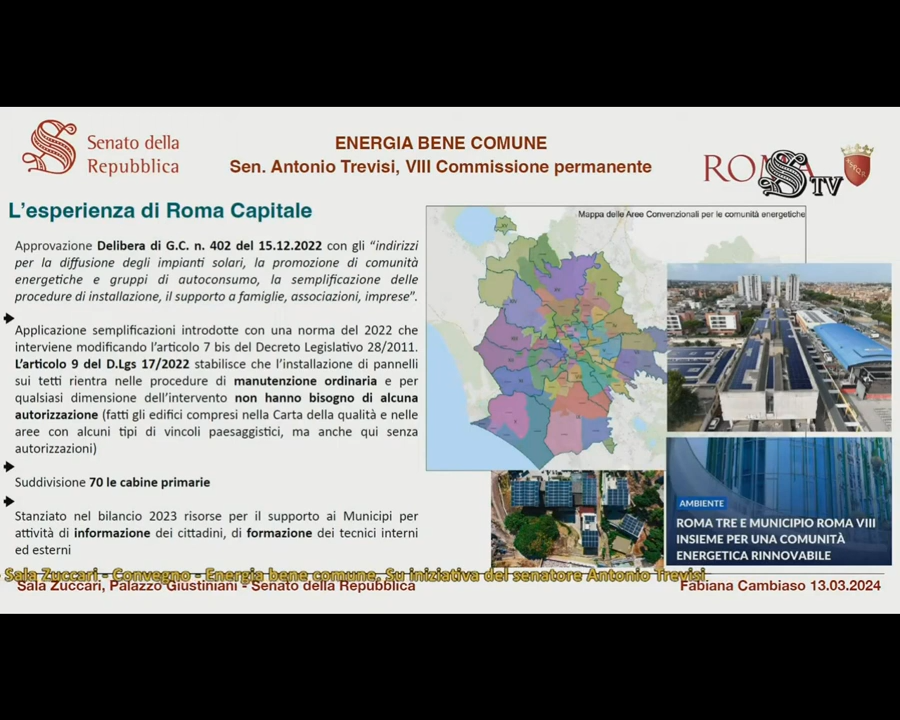 Senato della
Repubblica
ENERGIA BENE COMUNE
Sen. Antonio Trevisi, VIII Commissione permanente
ROMA
TV
L'esperienza di Roma Capitale
Approvazione Delibera di G.C. n. 402 del 15.12.2022 con gli "indirizzi
per la diffusione degli impianti solari, la promozione di comunità
energetiche e gruppi di autoconsumo, la semplificazione delle
procedure di installazione, il supporto a famiglie, associazioni, imprese".
Applicazione semplificazioni introdotte con una norma del 2022 che
interviene modificando l'articolo 7 bis del Decreto Legislativo 28/2011.
L'articolo 9 del D.Lgs 17/2022 stabilisce che l'installazione di pannelli
sui tetti rientra nelle procedure di manutenzione ordinaria e per
qualsiasi dimensione dell'intervento non hanno bisogno di alcuna
autorizzazione (fatti gli edifici compresi nella Carta della qualità e nelle
aree con alcuni tipi di vincoli paesaggistici, ma anche qui senza
autorizzazioni)
Suddivisione 70 le cabine primarie
Stanziato nel bilancio 2023 risorse per il supporto ai Municipi per
attività di informazione dei cittadini, di formazione dei tecnici interni
ed esterni
Mappa delle Aree Convenzionali per le comunità energetiche
AMBIENTE
ROMA TRE E MUNICIPIO ROMA VIII
INSIEME PER UNA COMUNITÀ
ENERGETICA RINNOVABILE
Sala Zuccari - Convegno - Energia bene comune. Su iniziativa del senatore Antonio Trevisi
Sala Zuccari, Palazzo Giustiniani - Senato della Repubblica
Fabiana Cambiaso 13.03.2024